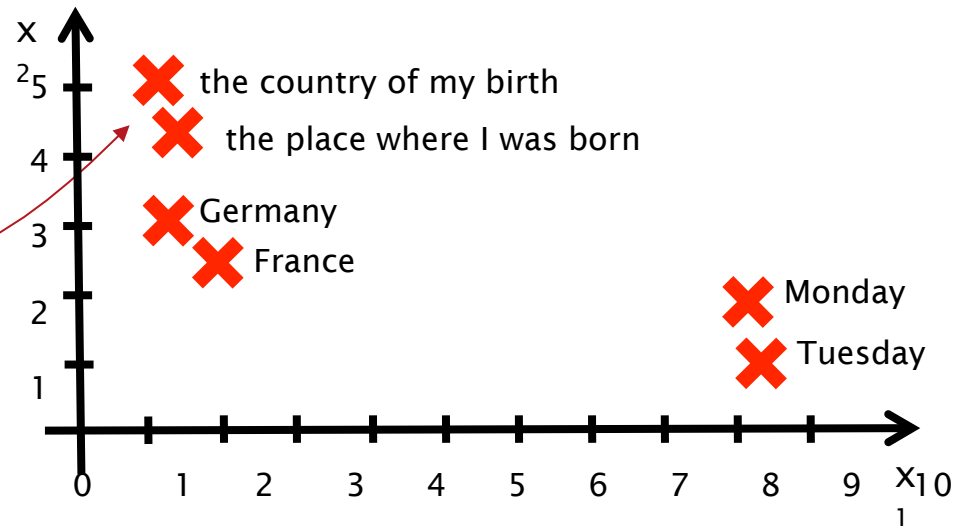 x
2
5
the country of my birth
the place where I was born
4
Germany
3
France
Monday
2
Tuesday
1
0 1 2 3 4 5 6 7 8 9 x 10
1